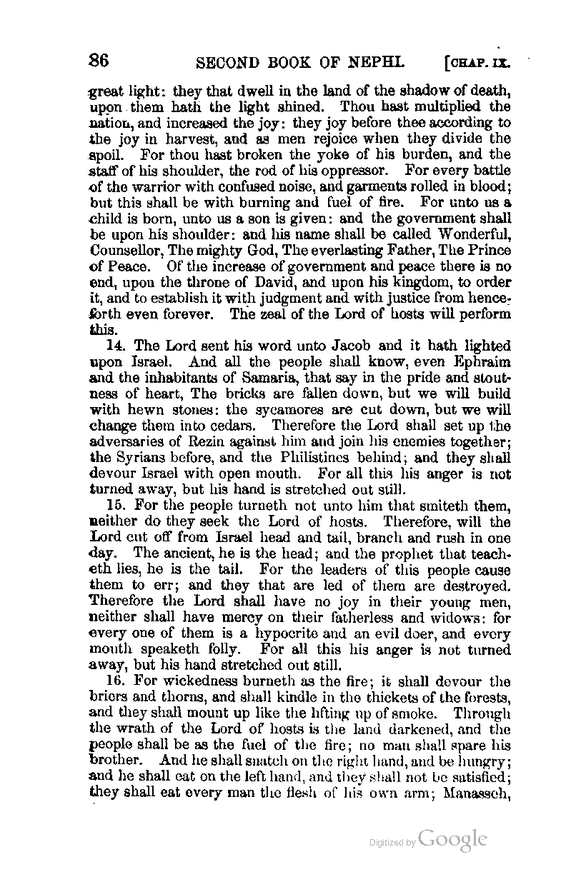 86 SECOND BOOK OF NEPHI. [CHAP. IX.
great light: they that dwell in the land of the shadow of death,
upon them hath the light shined. Thou hast multiplied the
nation, and increased the joy: they joy before thee according to
the joy in harvest, and as men rejoice when they divide the
spoil. For thou hast broken the yoke of his burden, and the
staff of his shoulder, the rod of his oppressor. For every battle
of the warrior with confused noise, and garments rolled in blood;
but this shall be with burning and fuel of fire. For unto us a
child is born, unto us a son is given: and the government shall
be upon his shoulder: and his name shall be called Wonderful,
Counsellor, The mighty God, The everlasting Father, The Prince
of Peace. Of the increase of government and peace there is no
end, upon the throne of David, and upon his kingdom, to order
it, and to establish it with judgment and with justice from hence-
forth even forever. The zeal of the Lord of hosts will perform
this.
14. The Lord sent his word unto Jacob and it hath lighted
upon Israel. And all the people shall know, even Ephraim
and the inhabitants of Samaria, that say in the pride and stout-
ness of heart, The bricks are fallen down, but we will build
with hewn stones: the sycamores are cut down, but we will
change them into cedars. Therefore the Lord shall set up the
adversaries of Rezin against him and join his enemies together;
the Syrians before, and the Philistines behind; and they shall
devour Israel with open mouth. For all this his anger is not
turned away, but his hand is stretched out still.
15. For the people turneth not unto him that smiteth them,
neither do they seek the Lord of hosts. Therefore, will the
Lord cut off from Israel head and tail, branch and rush in one
day. The ancient, he is the head; and the prophet that teach-
eth lies, he is the tail. For the leaders of this people cause
them to err; and they that are led of them are destroyed.
Therefore the Lord shall have no joy in their young men,
neither shall have mercy on their fatherless and widows: for
every one of them is a hypocrite and an evil doer, and every
mouth speaketh folly. For all this his anger is not turned
away, but his hand stretched out still.
16. For wickedness burneth as the fire; it shall devour the
briers and thorns, and shall kindle in the thickets of the forests,
and they shall mount up like the lifting up of smoke. Through
the wrath of the Lord of hosts is the land darkened, and the
people shall be as the fuel of the fire; no man shall spare his
brother. And he shall snatch on the right hand, and be hungry;
and he shall eat on the left hand, and they shall not be satisfied;
they shall eat every man the flesh of his own arm; Manasseh,
Digitized by Google